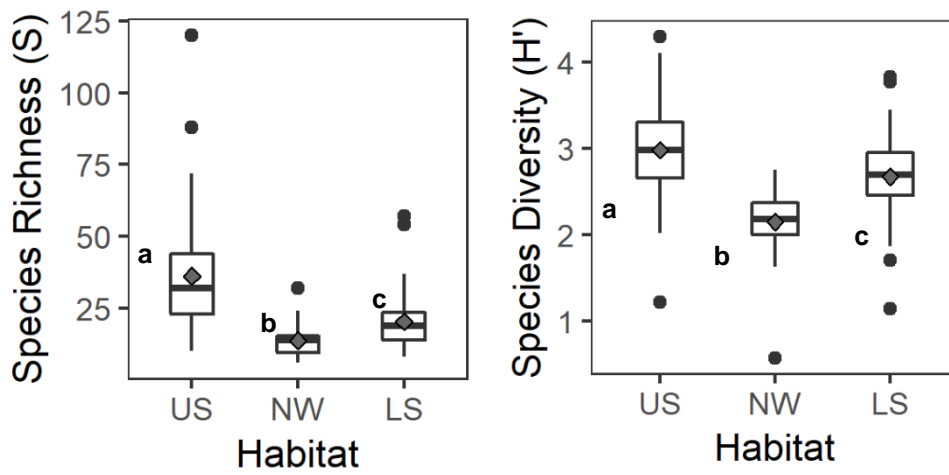 Species Richness (S)
125
100
75
50
25
a
b
c
US NW LS
Habitat
Species Diversity (H')
4
3
2
1
a
b
c
US NW LS
Habitat